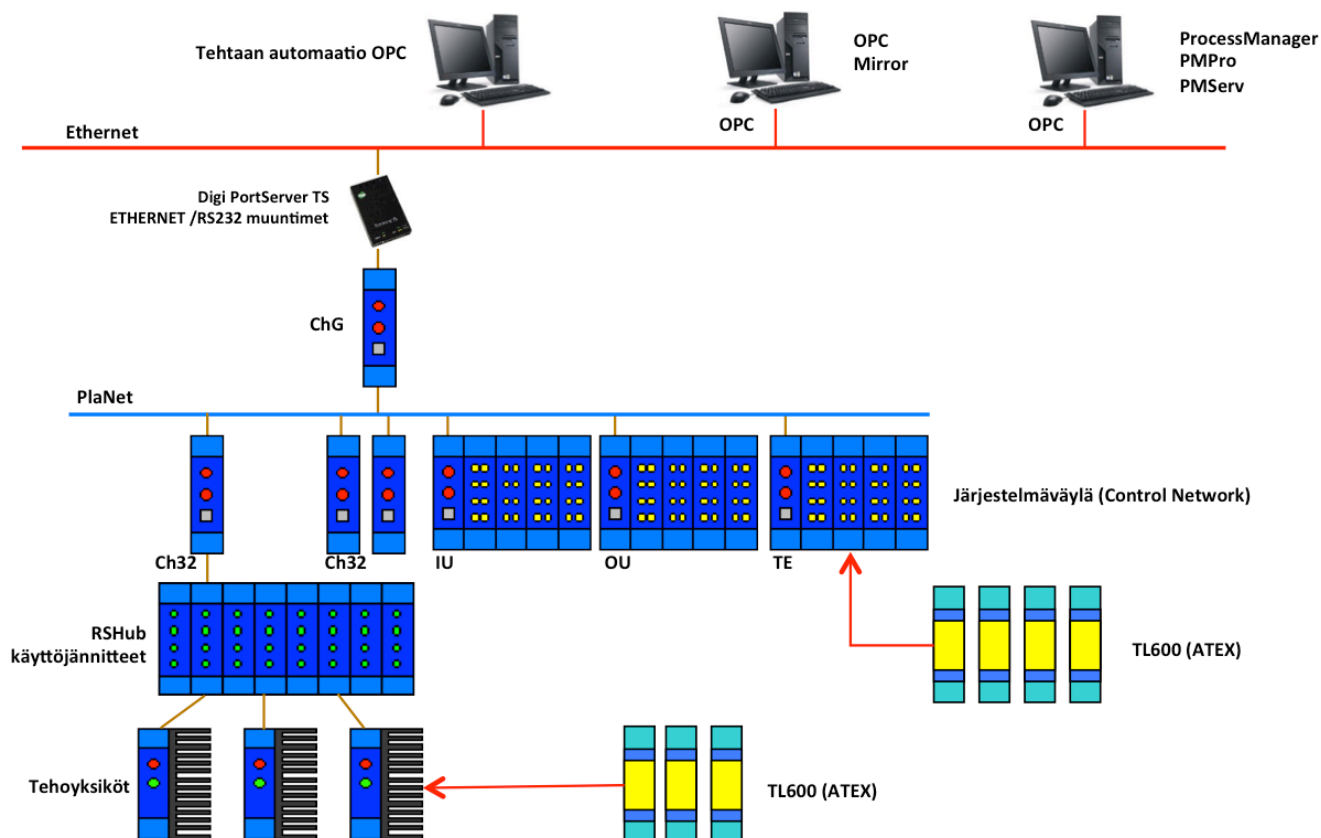 Tehtaan automaatio OPC
OPC
Mirror
ProcessManager
PMPro
PMServ
OPC
OPC
Ethernet
Digi PortServer TS
ETHERNET /RS232 muuntimet
ChG
PlaNet
Järjestelmäväylä (Control Network)
Ch32
Ch32
IU
OU
TE
RSHub
käyttöjännitteet
TL600 (ATEX)
Tehoyksiköt
TL600 (ATEX)